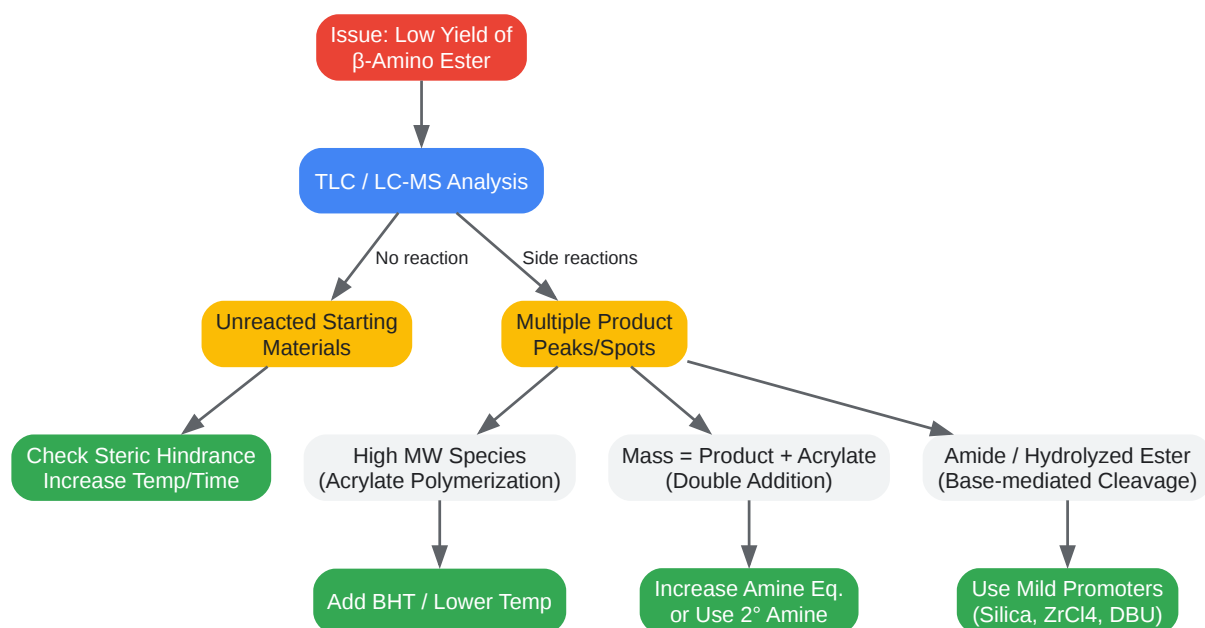 Issue: Low Yield of
β-Amino Ester
TLC / LC-MS Analysis
No reaction
Side reactions
Unreacted Starting
Materials
Multiple Product
Peaks/Spots
Check Steric Hindrance
Increase Temp/Time
High MW Species
(Acrylate Polymerization)
Mass = Product + Acrylate
(Double Addition)
Amide / Hydrolyzed Ester
(Base-mediated Cleavage)
Add BHT / Lower Temp
Increase Amine Eq.
or Use 2° Amine
Use Mild Promoters
(Silica, ZrCl4, DBU)